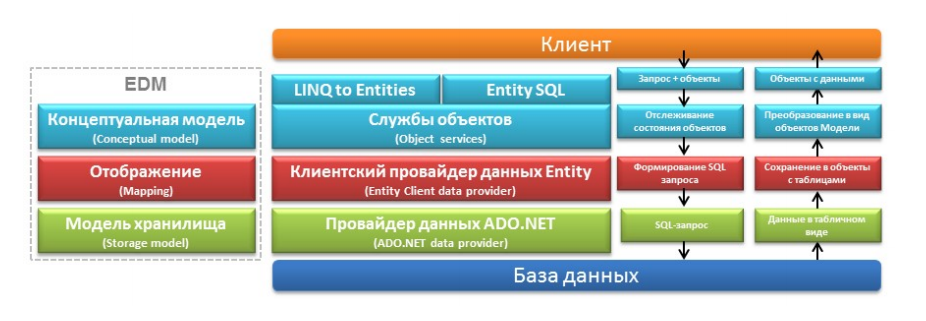 Клиент
EDM
Концептуальная модель
(Conceptual model)
Отображение
(Mapping)
Модель хранилища
(Storage model)
LINQ to Entities
Entity SQL
Службы объектов
(Object services)
Клиентский провайдер данных Entity
(Entity Client data provider)
Провайдер данных ADO.NET
(ADO.NET data provider)
Запрос + объекты
Отслеживание
состояния объектов
Формирование SQL
запроса
SQL-запрос
Объекты с данными
Преобразование в вид
объектов Модели
Сохранение в объекты
с таблицами
Данные в табличном
виде
База данных